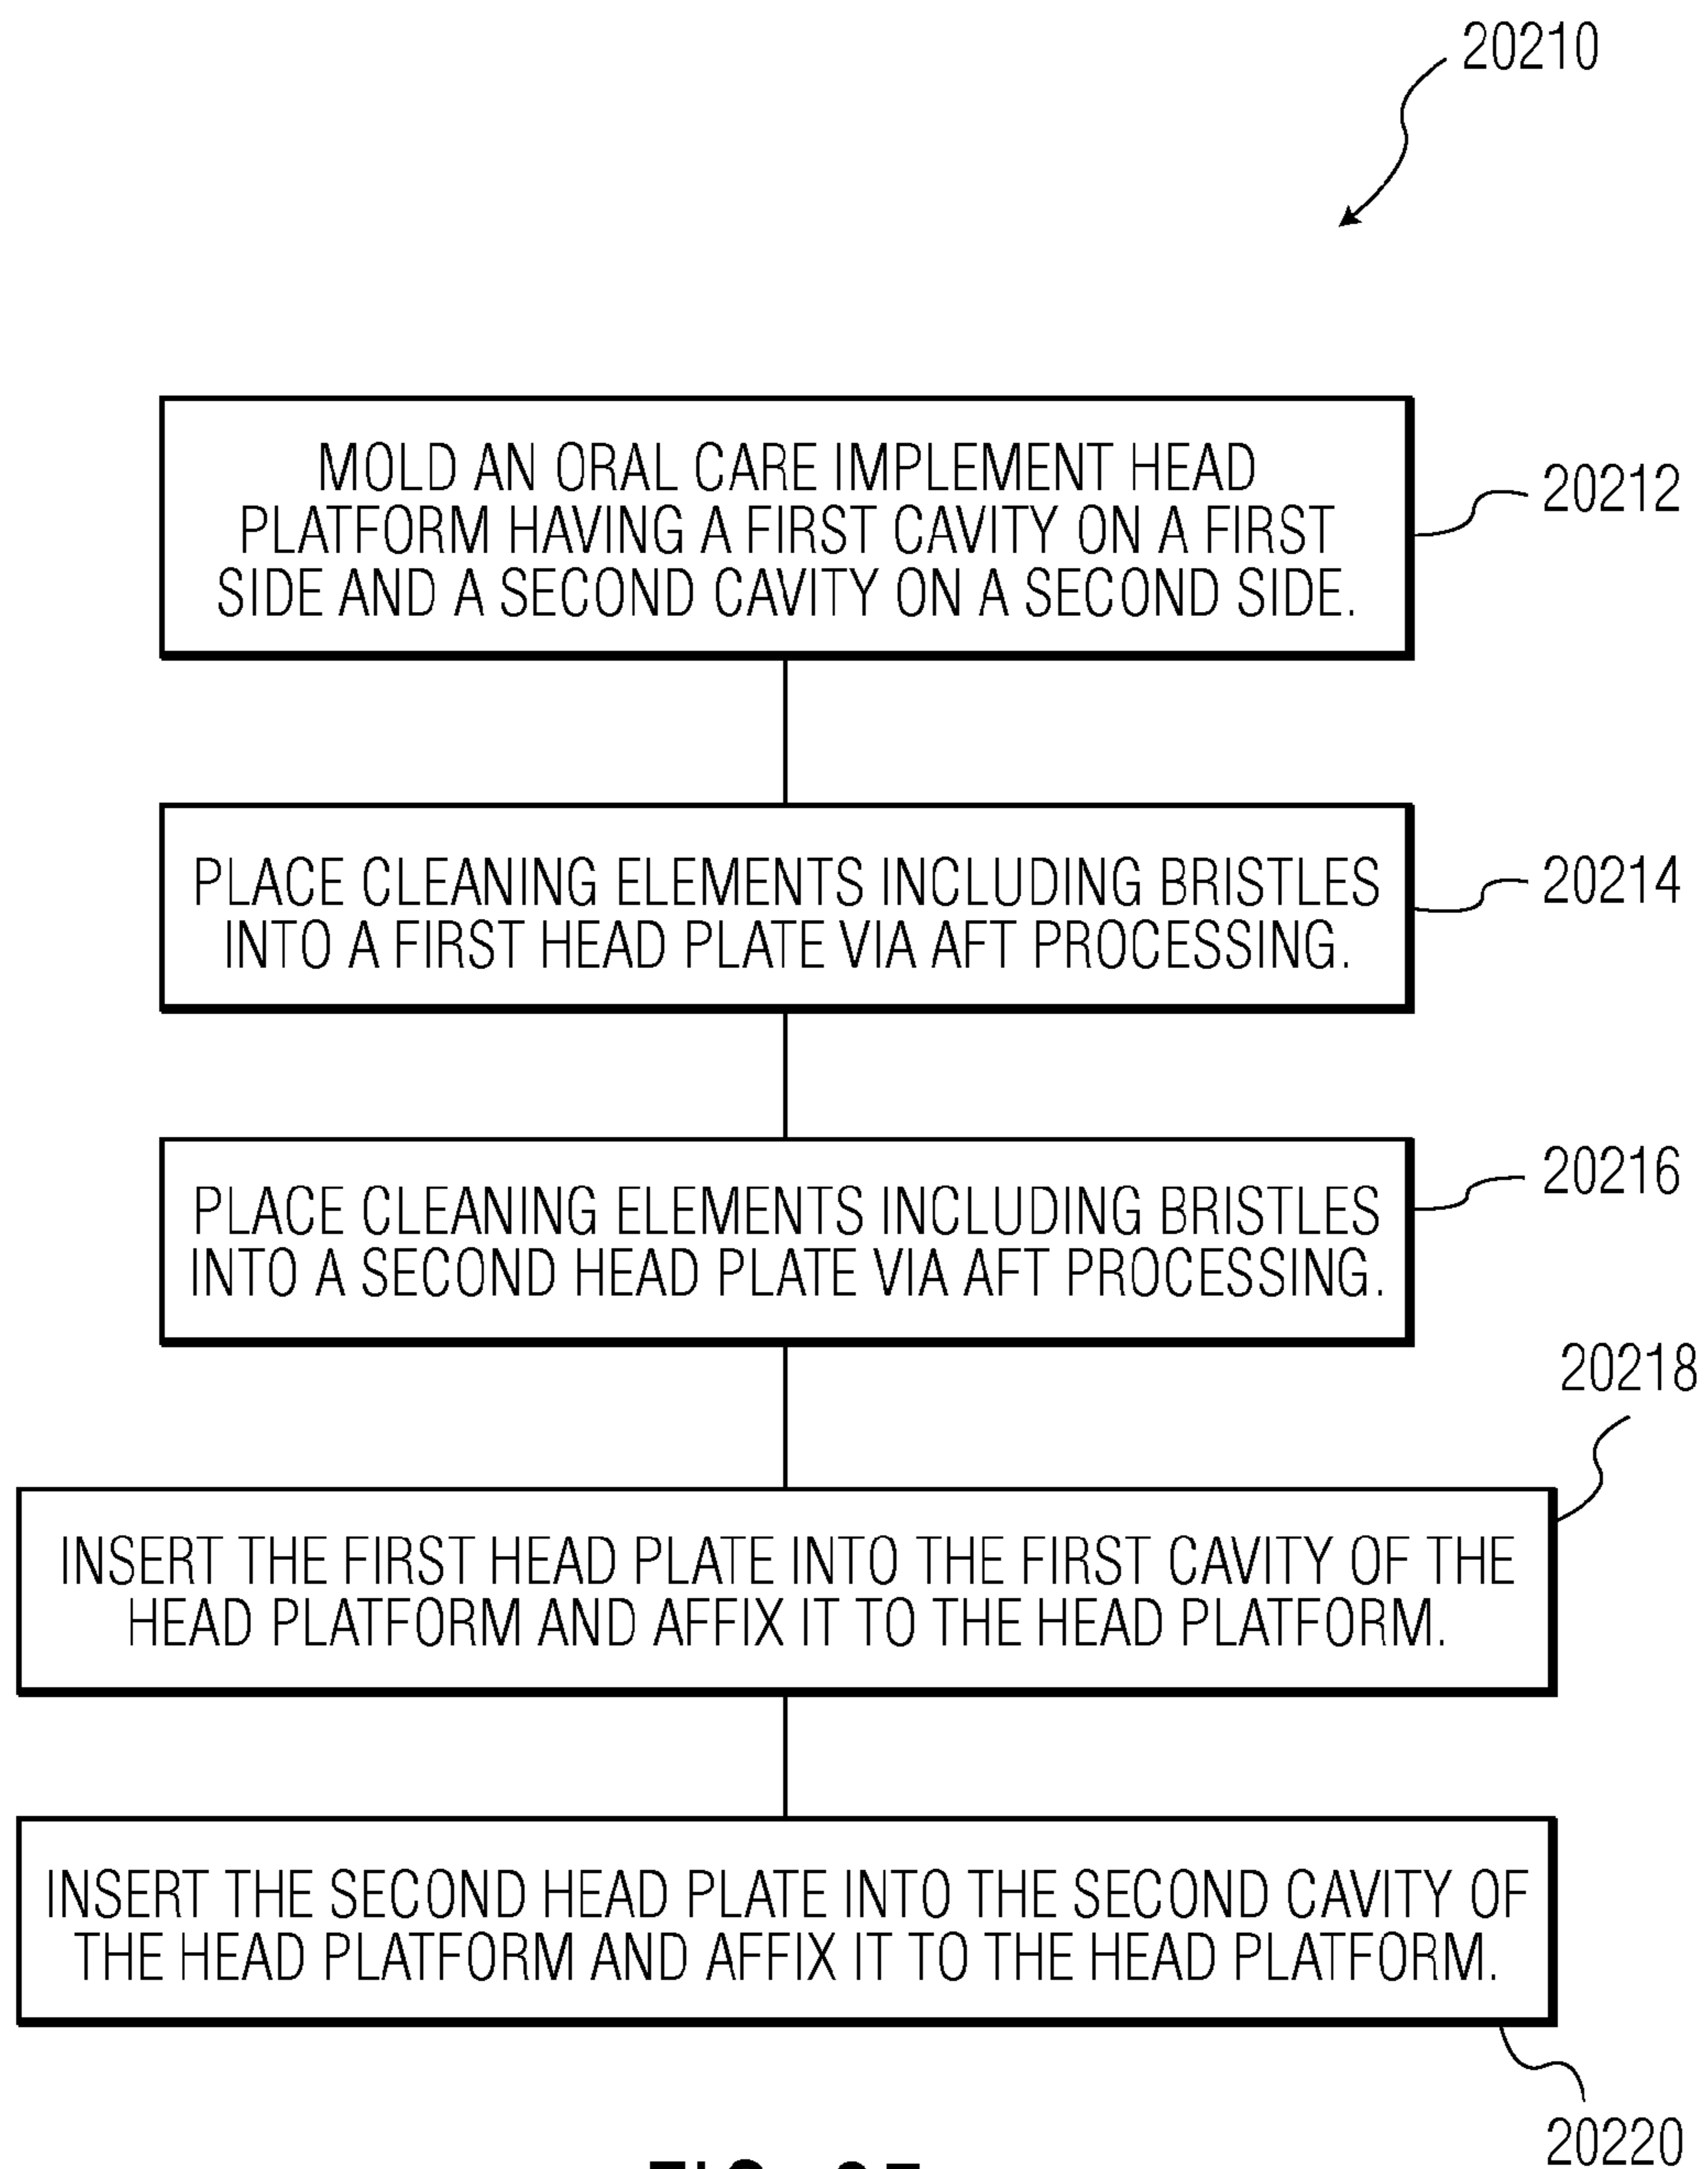 20210
MOLD AN ORAL CARE IMPLEMENT HEAD
PLATFORM HAVING A FIRST CAVITY ON A FIRST
SIDE AND A SECOND CAVITY ON A SECOND SIDE.
20212
PLACE CLEANING ELEMENTS INCLUDING BRISTLES
INTO A FIRST HEAD PLATE VIA AFT PROCESSING.
20214
PLACE CLEANING ELEMENTS INCLUDING BRISTLES
INTO A SECOND HEAD PLATE VIA AFT PROCESSING.
20216
20218
INSERT THE FIRST HEAD PLATE INTO THE FIRST CAVITY OF THE
HEAD PLATFORM AND AFFIX IT TO THE HEAD PLATFORM.
INSERT THE SECOND HEAD PLATE INTO THE SECOND CAVITY OF
THE HEAD PLATFORM AND AFFIX IT TO THE HEAD PLATFORM.
20220